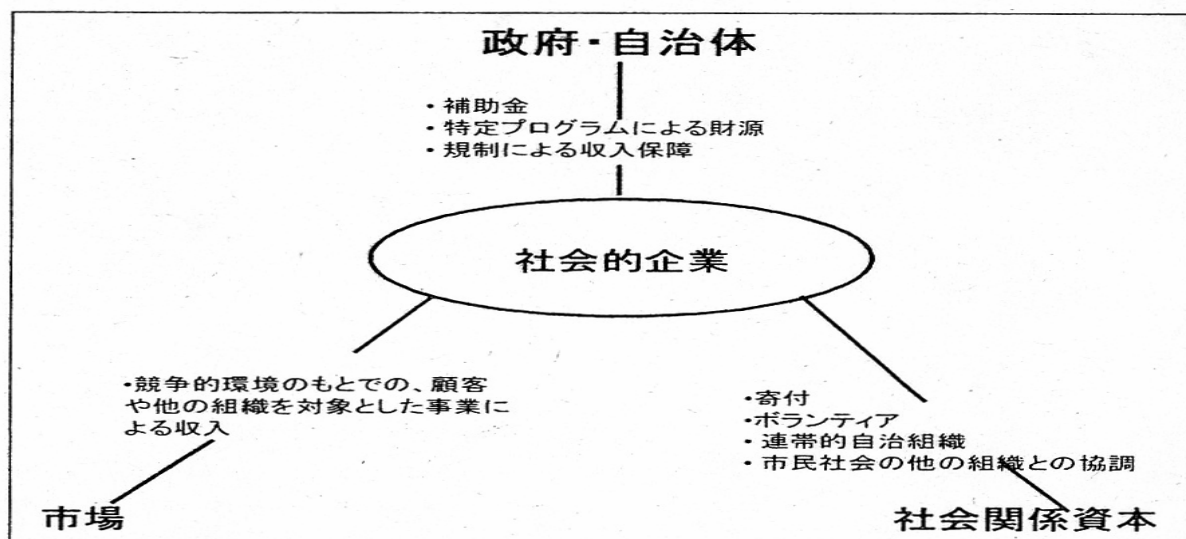 政府・自治体
・補助金
・特定プログラムによる財源
・規制による収入保障
社会的企業
・競争的環境のもとでの、顧客
や他の組織を対象とした事業に
よる収入
・寄付
・ボランティア
・連帯的自治組織
・市民社会の他の組織との協調
市場
社会関係資本